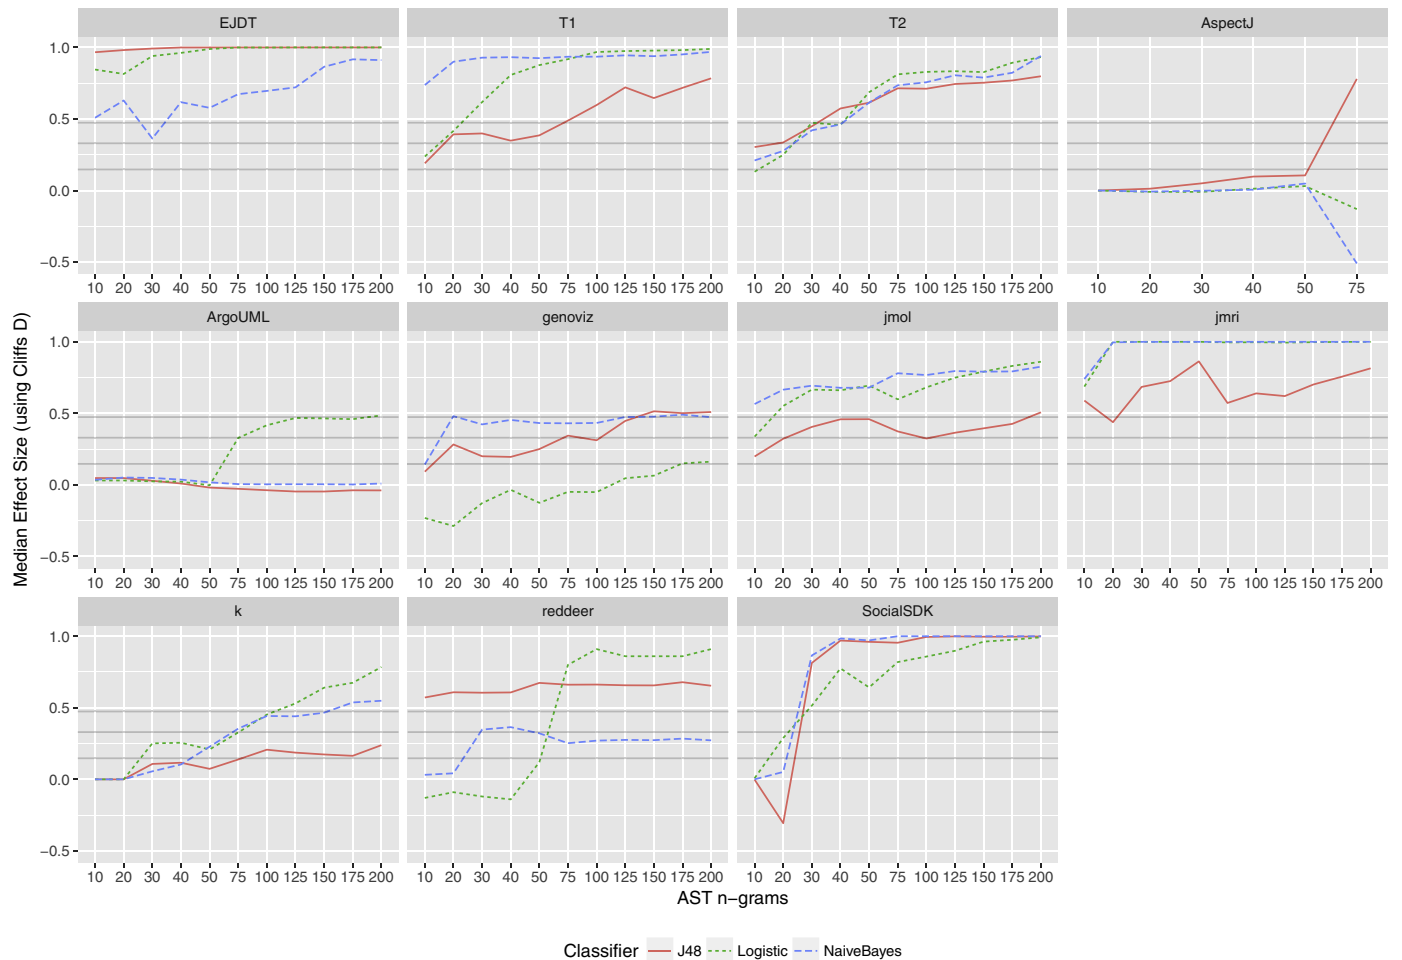 EJDT T1 T2 AspectJ
1.0
0.5
0.0
−0.5
10 20 30 40 50 75 100 125 150 175 200 10 20 30 40 50 75 100 125 150 175 200 10 20 30 40 50 75 100 125 150 175 200 10 20 30 40 50 75
ArgoUML genoviz jmol jmri
1.0
0.5
0.0
−0.5
10 20 30 40 50 75 100 125 150 175 200 10 20 30 40 50 75 100 125 150 175 200 10 20 30 40 50 75 100 125 150 175 200 10 20 30 40 50 75 100 125 150 175 200
k reddeer SocialSDK
1.0
0.5
0.0
−0.5
10 20 30 40 50 75 100 125 150 175 200 10 20 30 40 50 75 100 125 150 175 200 10 20 30 40 50 75 100 125 150 175 200
Median Effect Size (using Cliffs D)
AST n−grams
Classifier J48 Logistic NaiveBayes